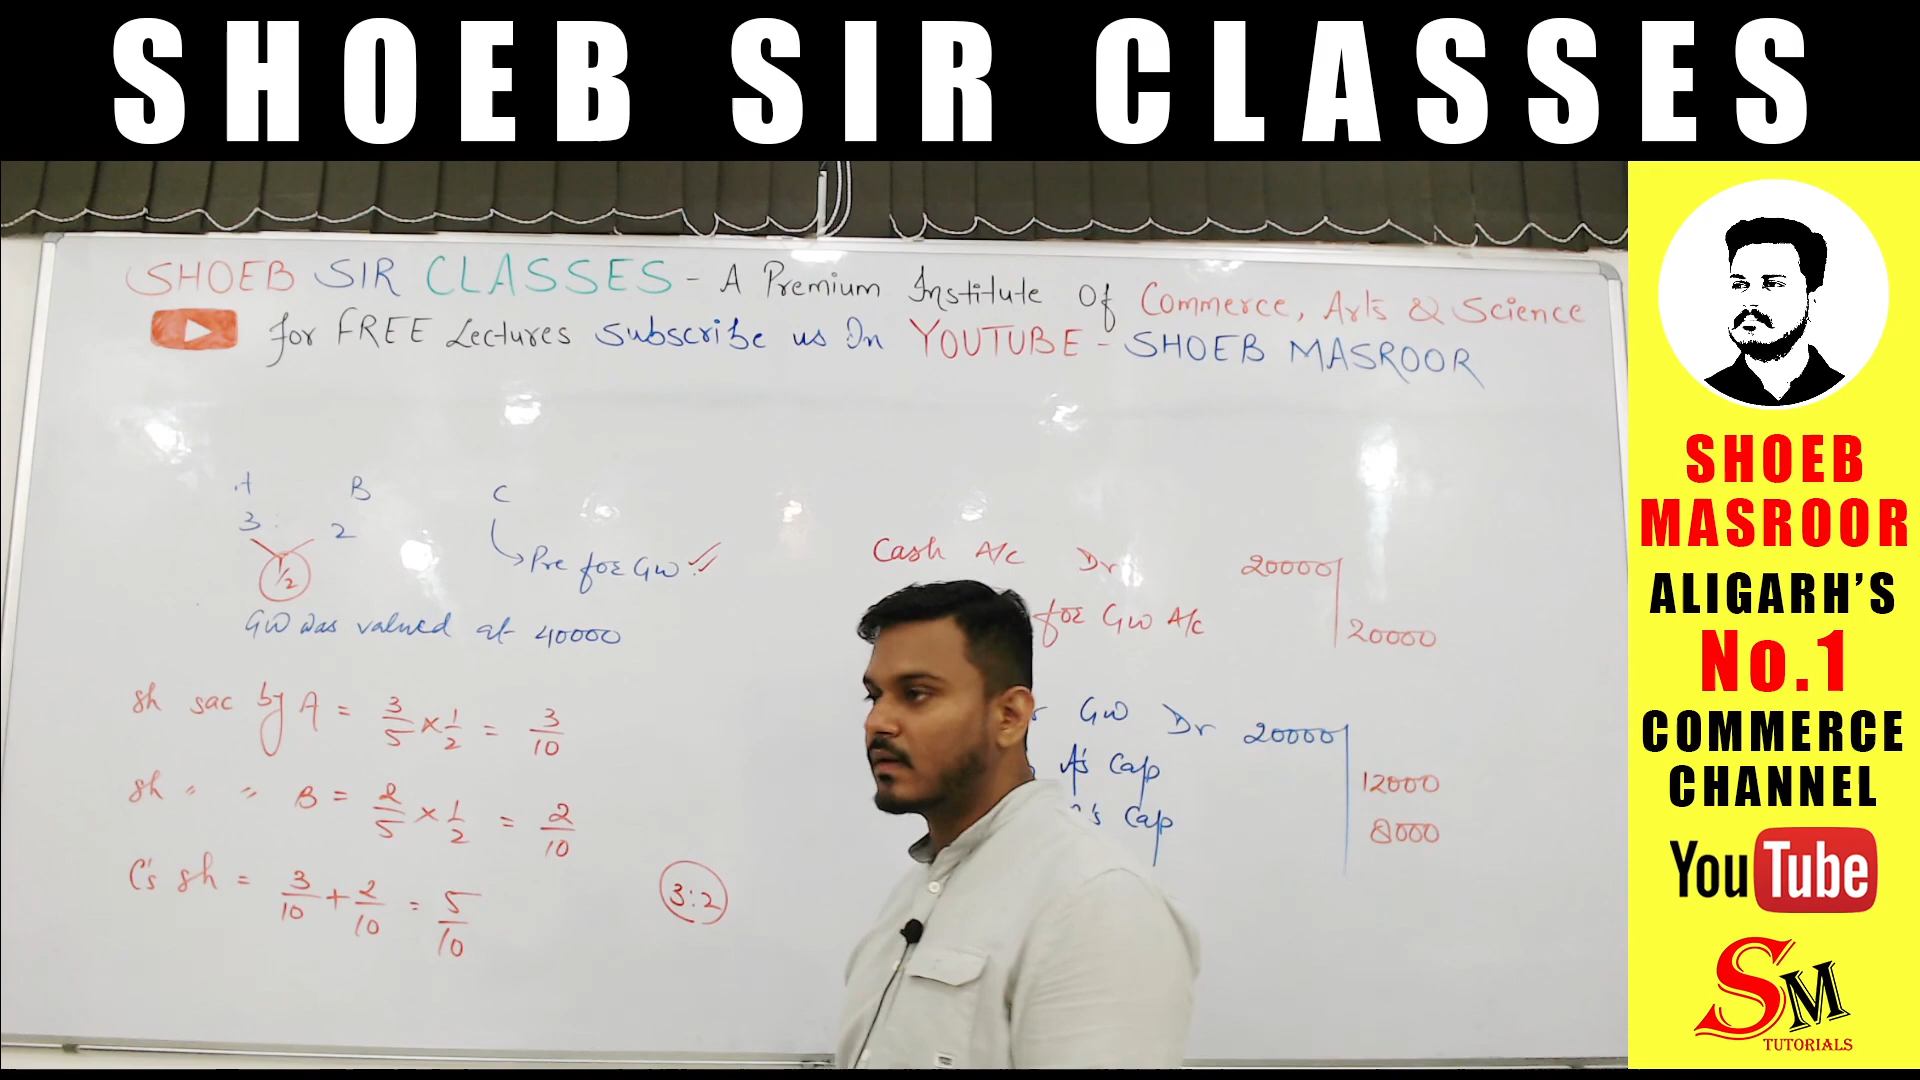 SHOEB SIR CLASSES
SHOEB SIR CLASSES - A Premium Institute Of Commerce, Arts & Science
for FREE Lectures Subscribe us On YOUTUBE - SHOEB MASROOR
A B C
3 : 2
1/2
Pre for GW
GW was valued at 40000
sh sac by A = 3/5 × 1/2 = 3/10
sh " " B = 2/5 × 1/2 = 2/10
C's sh = 3/10 + 2/10 = 5/10
3:2
Cash A/c Dr 20000
for GW A/c 20000
GW Dr 20000
A's Cap 12000
's Cap 8000
SHOEB
MASROOR
ALIGARH'S
No.1
COMMERCE
CHANNEL
YouTube
SM
TUTORIALS